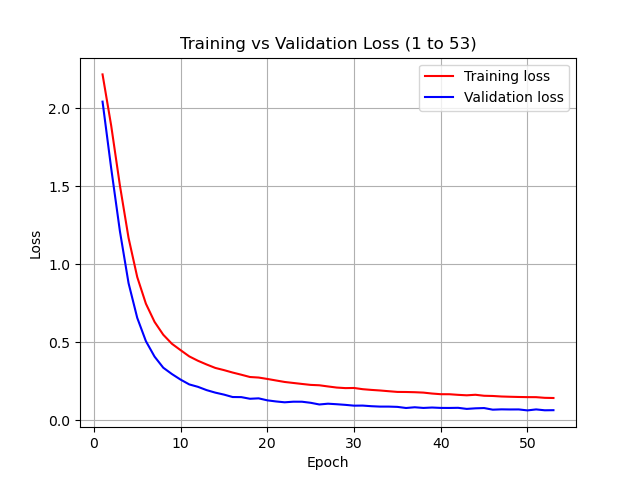 Training vs Validation Loss (1 to 53)
Training loss
Validation loss
Loss
2.0
1.5
1.0
0.5
0.0
0 10 20 30 40 50
Epoch